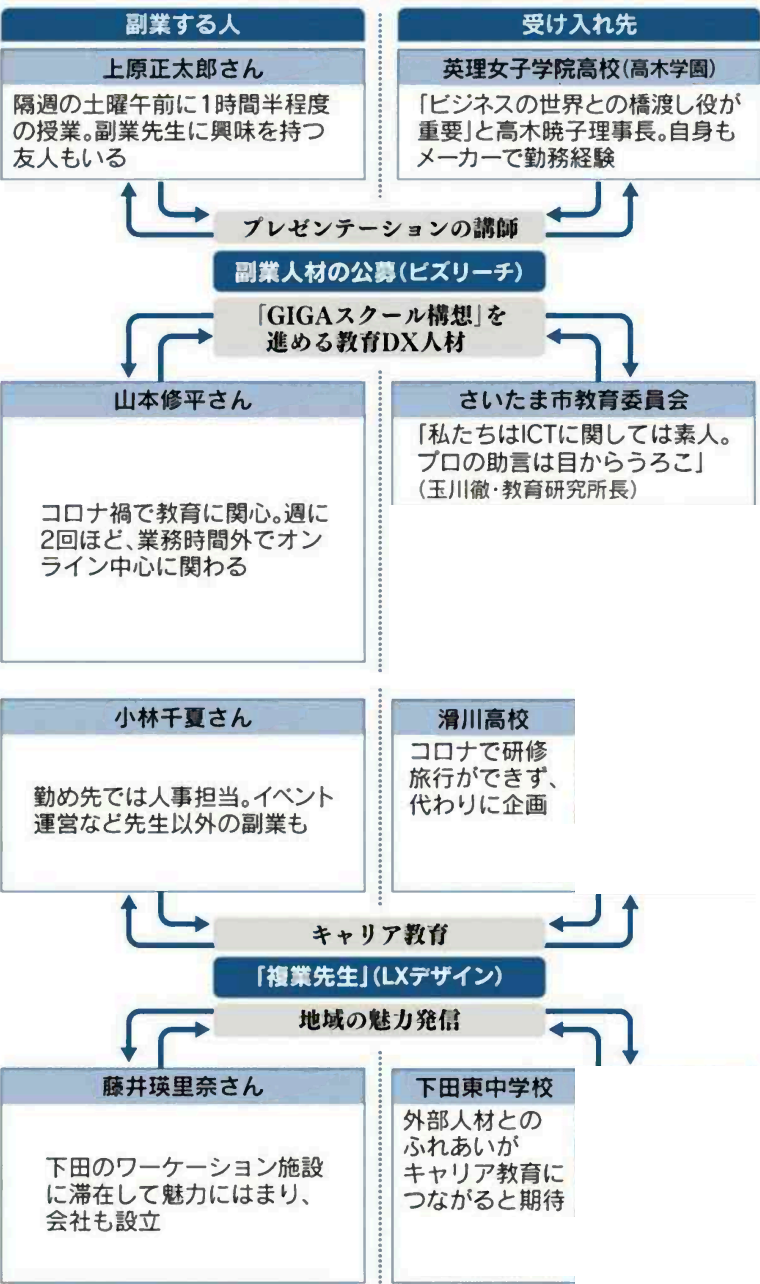 副業する人
受け入れ先
上原正太郎さん
隔週の土曜午前に1時間半程度
の授業。副業先生に興味を持つ
友人もいる
英理女子学院高校(高木学園)
「ビジネスの世界との橋渡し役が
重要」と高木暁子理事長。自身も
メーカーで勤務経験
プレゼンテーションの講師
副業人材の公募(ビズリーチ)
「GIGAスクール構想」を
進める教育DX人材
山本修平さん
コロナ禍で教育に関心。週に
2回ほど、業務時間外でオン
ライン中心に関わる
さいたま市教育委員会
「私たちはICTに関しては素人。
プロの助言は目からうろこ」
(玉川徹・教育研究所長)
小林千夏さん
勤め先では人事担当。イベント
運営など先生以外の副業も
滑川高校
コロナで研修
旅行ができず、
代わりに企画
キャリア教育
「複業先生」(LXデザイン)
地域の魅力発信
藤井瑛里奈さん
下田のワーケーション施設
に滞在して魅力にはまり、
会社も設立
下田東中学校
外部人材との
ふれあいが
キャリア教育に
つながると期待